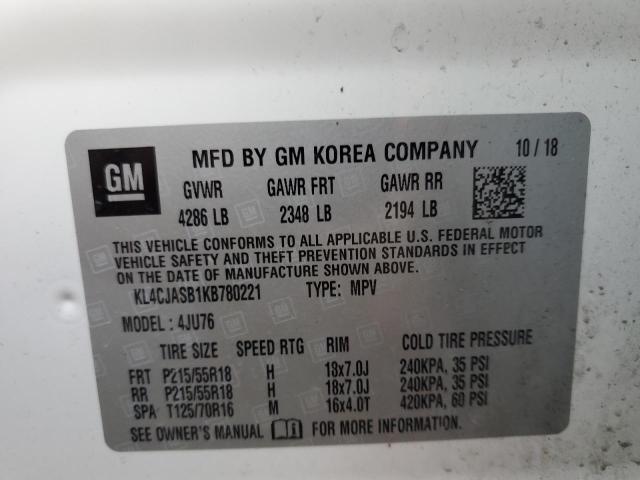 GM
MFD BY GM KOREA COMPANY 10/18
GVWR GAWR FRT GAWR RR
4286 LB 2348 LB 2194 LB
THIS VEHICLE CONFORMS TO ALL APPLICABLE U.S. FEDERAL MOTOR
VEHICLE SAFETY AND THEFT PREVENTION STANDARDS IN EFFECT
ON THE DATE OF MANUFACTURE SHOWN ABOVE.
KL4CJASB1KB780221 TYPE: MPV
MODEL: 4JU76
TIRE SIZE SPEED RTG RIM COLD TIRE PRESSURE
FRT P215/55R18 H 18x7.0J 240KPA, 35 PSI
RR P215/55R18 H 18x7.0J 240KPA, 35 PSI
SPA T125/70R16 M 16x4.0T 420KPA, 60 PSI
SEE OWNER'S MANUAL FOR MORE INFORMATION.